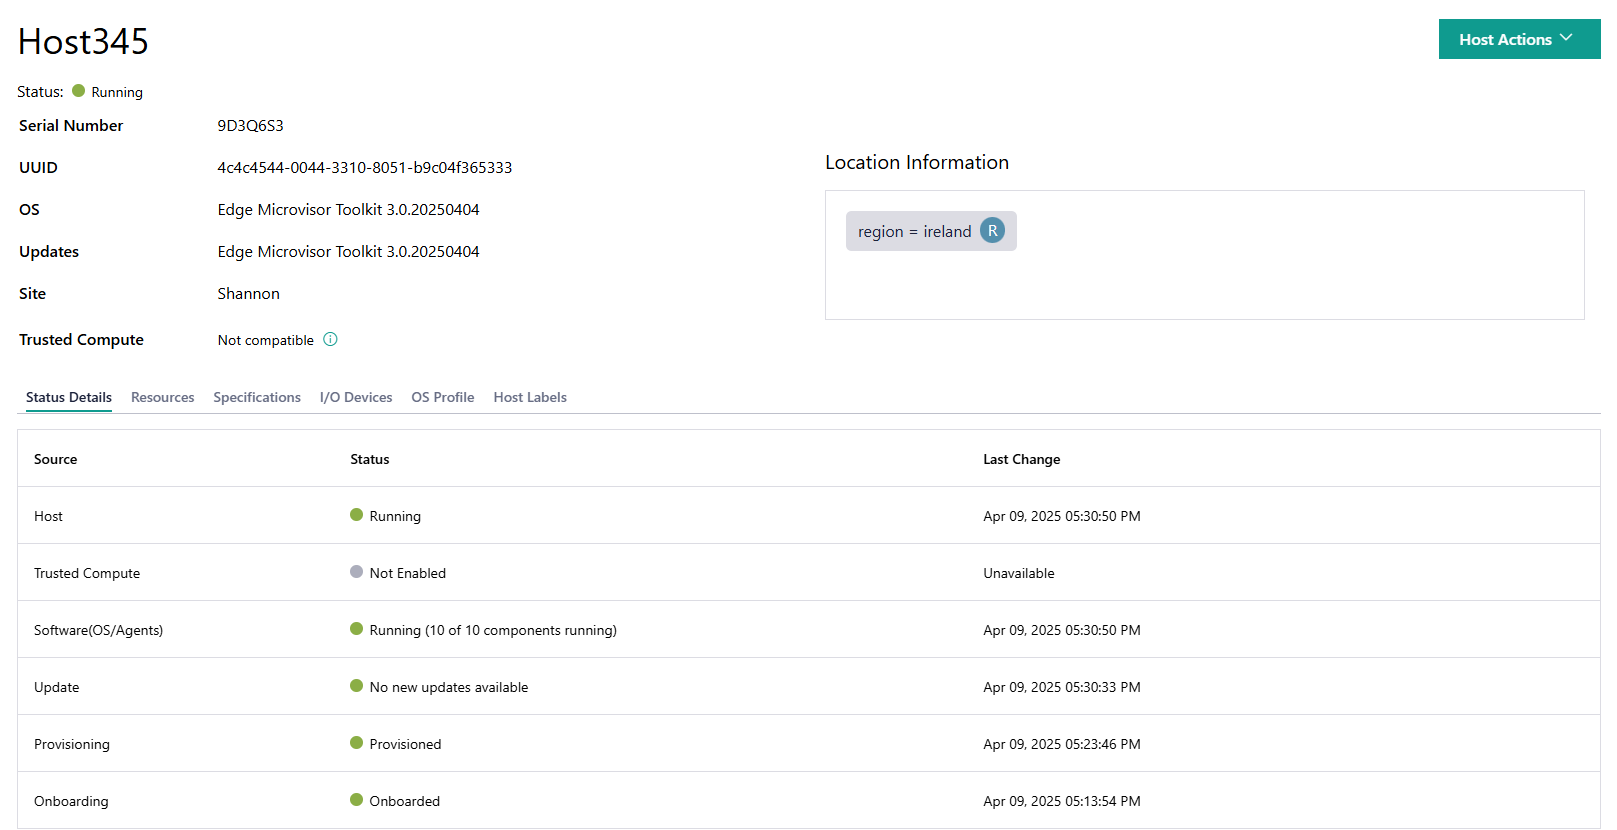 Host345
Host Actions
Status: Running
Serial Number 9D3Q6S3
UUID 4c4c4544-0044-3310-8051-b9c04f365333
OS Edge Microvisor Toolkit 3.0.20250404
Updates Edge Microvisor Toolkit 3.0.20250404
Site Shannon
Trusted Compute Not compatible
Location Information
region = ireland R
Status Details Resources Specifications I/O Devices OS Profile Host Labels
Source Status Last Change
Host Running Apr 09, 2025 05:30:50 PM
Trusted Compute Not Enabled Unavailable
Software(OS/Agents) Running (10 of 10 components running) Apr 09, 2025 05:30:50 PM
Update No new updates available Apr 09, 2025 05:30:33 PM
Provisioning Provisioned Apr 09, 2025 05:23:46 PM
Onboarding Onboarded Apr 09, 2025 05:13:54 PM